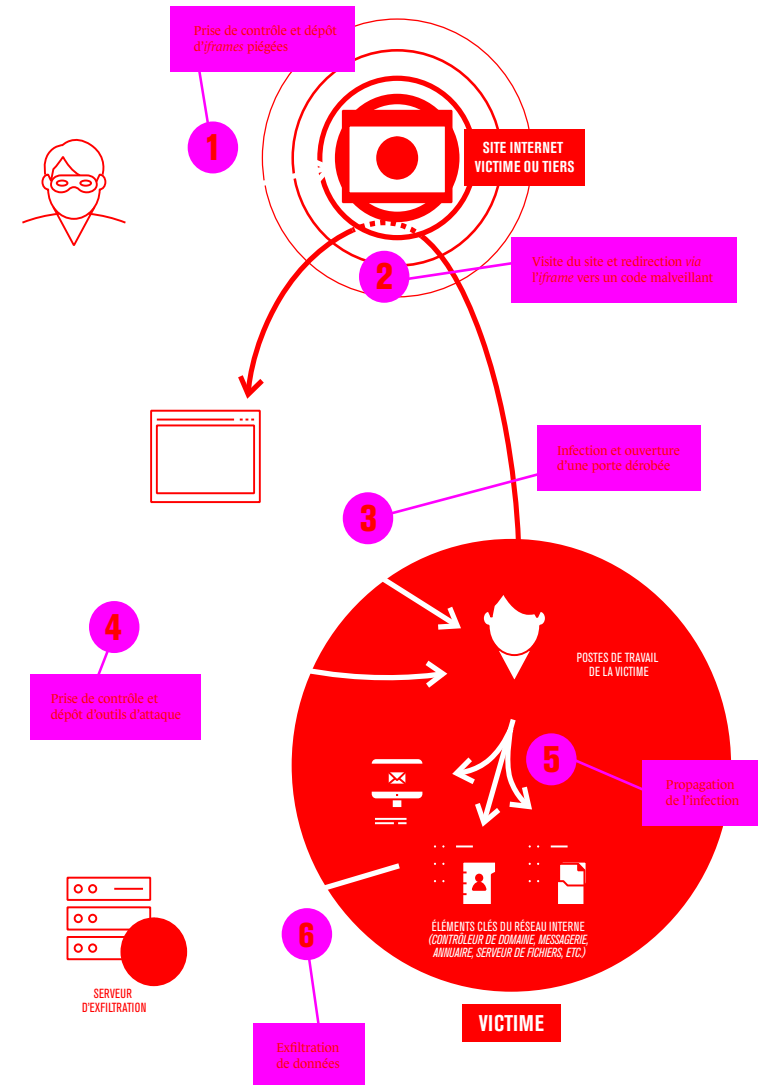 Prise de contrôle et dépôt
d'iframes piégées
1
SITE INTERNET
VICTIME OU TIERS
2
Visite du site et redirection via
l'iframe vers un code malveillant
Infection et ouverture
d'une porte dérobée
3
4
Prise de contrôle et
dépôt d'outils d'attaque
POSTES DE TRAVAIL
DE LA VICTIME
5
Propagation
de l'infection
ÉLÉMENTS CLÉS DU RÉSEAU INTERNE
(CONTRÔLEUR DE DOMAINE, MESSAGERIE,
ANNUAIRE, SERVEUR DE FICHIERS, ETC.)
6
SERVEUR
D'EXFILTRATION
VICTIME
Exfiltration
de données